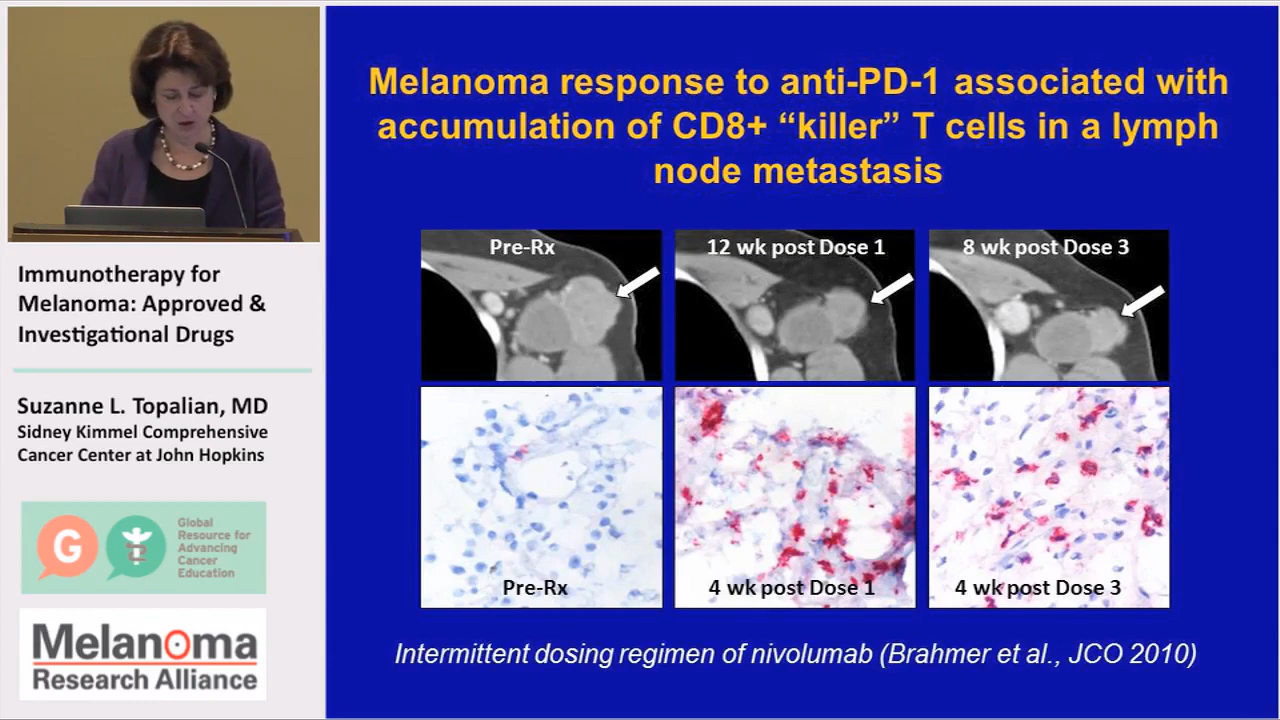 Melanoma response to anti-PD-1 associated with
accumulation of CD8+ “killer” T cells in a lymph
node metastasis
Pre-Rx
12 wk post Dose 1
8 wk post Dose 3
Pre-Rx
4 wk post Dose 1
4 wk post Dose 3
Intermittent dosing regimen of nivolumab (Brahmer et al., JCO 2010)
Immunotherapy for
Melanoma: Approved &
Investigational Drugs
Suzanne L. Topalian, MD
Sidney Kimmel Comprehensive
Cancer Center at John Hopkins
G
Global
Resource for
Advancing
Cancer
Education
Melanoma
Research Alliance